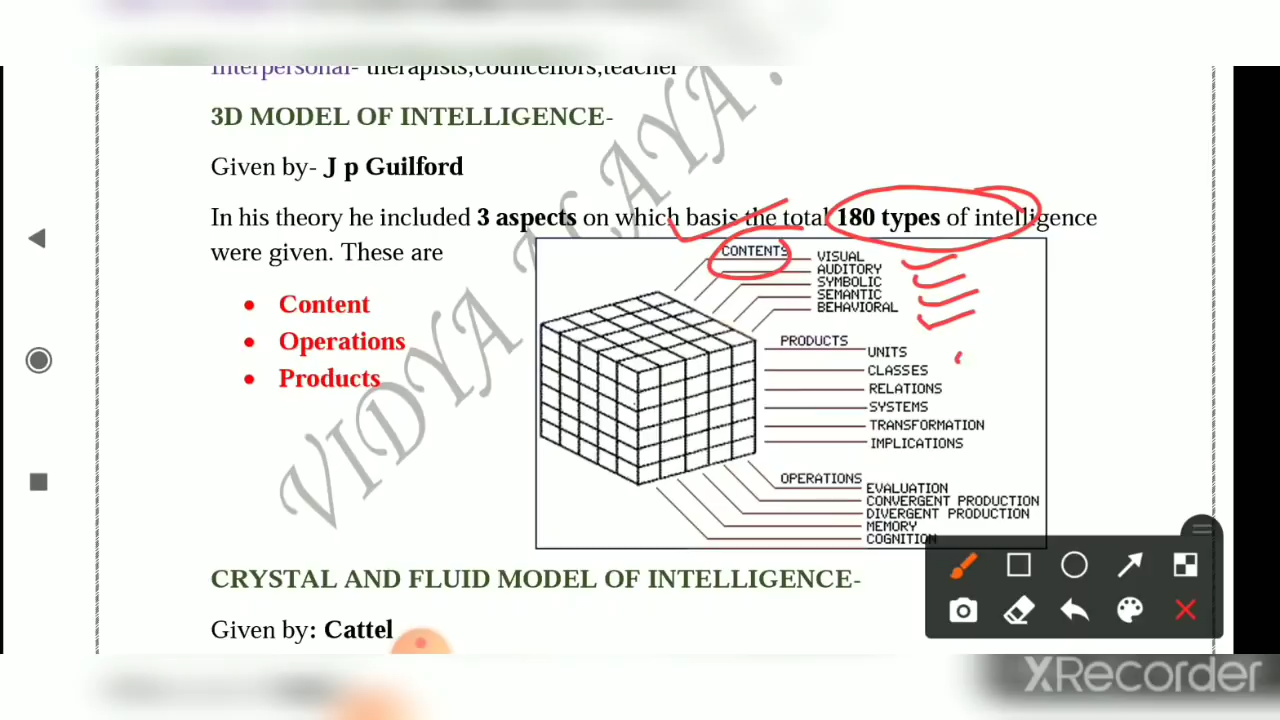 Interpersonal- therapists,councellors,teacher
3D MODEL OF INTELLIGENCE-
Given by- J p Guilford
In his theory he included 3 aspects on which basis the total 180 types of intelligence
were given. These are
• Content
• Operations
• Products
CONTENTS
VISUAL
AUDITORY
SYMBOLIC
SEMANTIC
BEHAVIORAL
PRODUCTS
UNITS
CLASSES
RELATIONS
SYSTEMS
TRANSFORMATION
IMPLICATIONS
OPERATIONS
EVALUATION
CONVERGENT PRODUCTION
DIVERGENT PRODUCTION
MEMORY
COGNITION
CRYSTAL AND FLUID MODEL OF INTELLIGENCE-
Given by: Cattel
VIDYA ALAYA
XRecorder